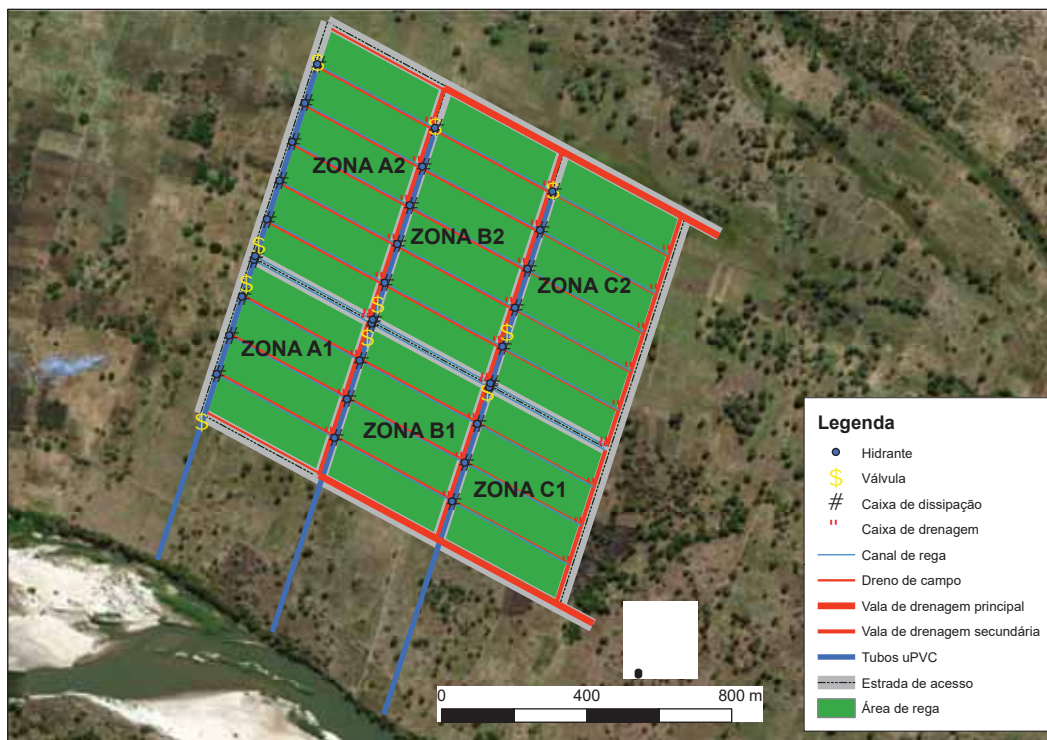 ZONA A2
ZONA B2
ZONA C2
ZONA A1
ZONA B1
ZONA C1
Legenda
Hidrante
$ Válvula
# Caixa de dissipação
" Caixa de drenagem
Canal de rega
Dreno de campo
Vala de drenagem principal
Vala de drenagem secundária
Tubos uPVC
Estrada de acesso
Área de rega
0 400 800 m